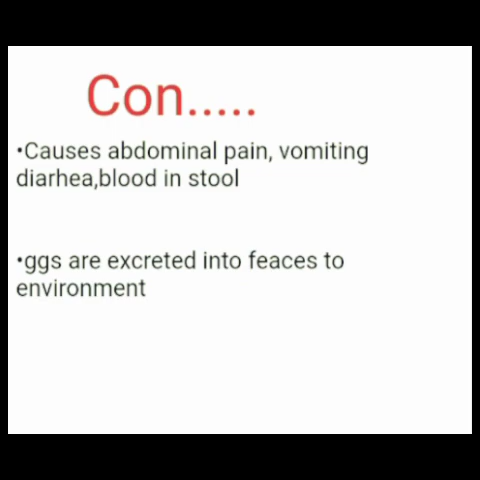 Con.....
•Causes abdominal pain, vomiting
diarhea,blood in stool
•ggs are excreted into feaces to
environment